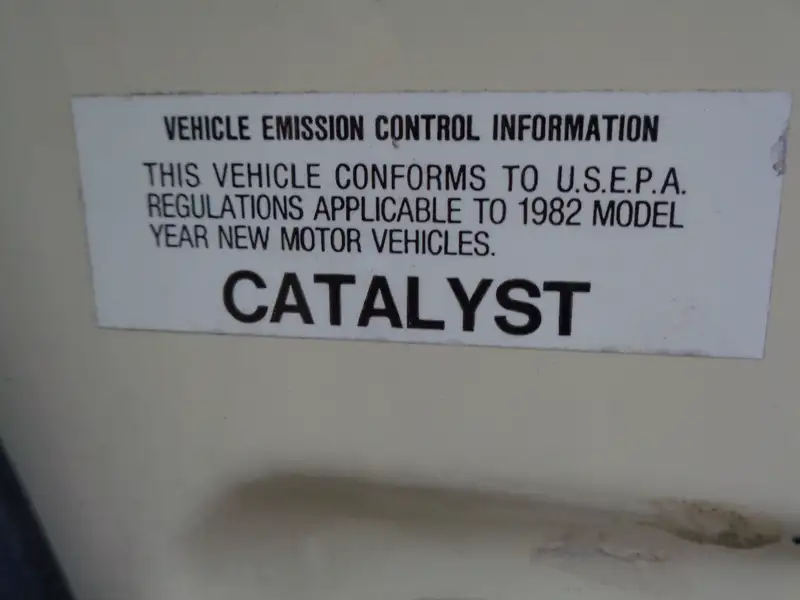 VEHICLE EMISSION CONTROL INFORMATION
THIS VEHICLE CONFORMS TO U.S.E.P.A.
REGULATIONS APPLICABLE TO 1982 MODEL
YEAR NEW MOTOR VEHICLES.
CATALYST